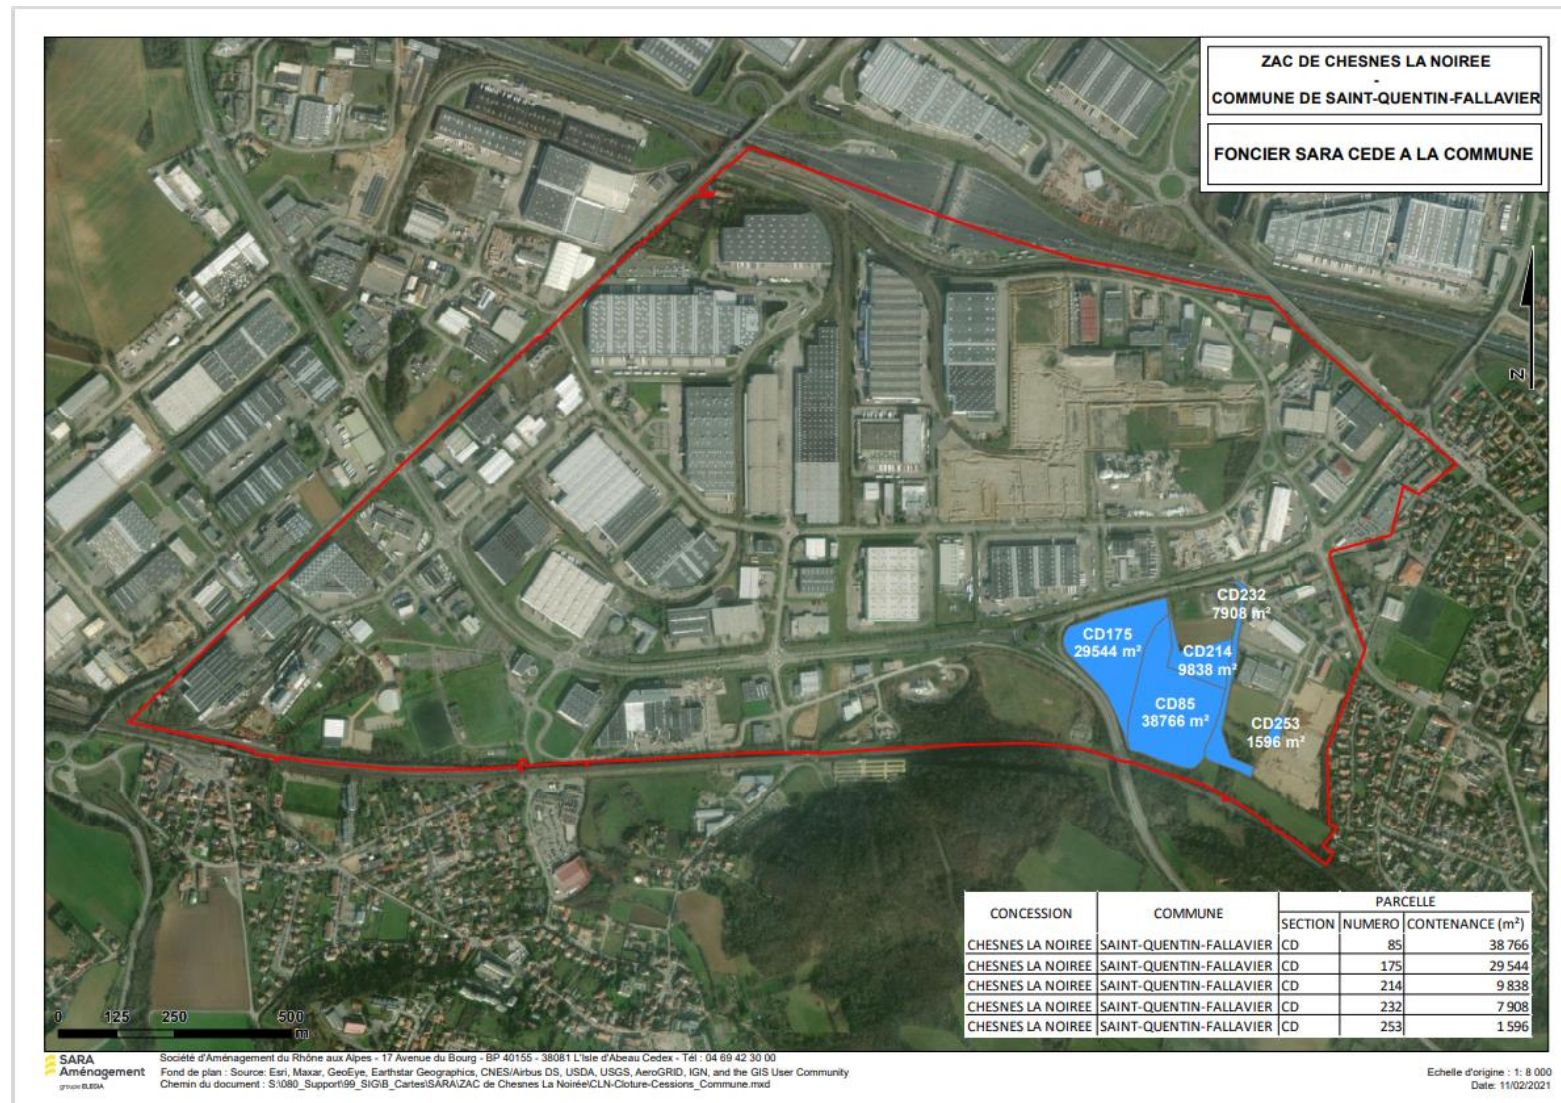 ZAC DE CHESNES LA NOIREE
-
COMMUNE DE SAINT-QUENTIN-FALLAVIER
FONCIER SARA CEDE A LA COMMUNE
N
CD232
7908 m²
CD175
29544 m²
CD214
9838 m²
CD85
38766 m²
CD253
1596 m²
CONCESSION COMMUNE PARCELLE
SECTION NUMERO CONTENANCE (m²)
CHESNES LA NOIREE SAINT-QUENTIN-FALLAVIER CD 85 38 766
CHESNES LA NOIREE SAINT-QUENTIN-FALLAVIER CD 175 29 544
CHESNES LA NOIREE SAINT-QUENTIN-FALLAVIER CD 214 9 838
CHESNES LA NOIREE SAINT-QUENTIN-FALLAVIER CD 232 7 908
CHESNES LA NOIREE SAINT-QUENTIN-FALLAVIER CD 253 1 596
0 125 250 500
m
SARA
Aménagement
groupe ELEGIA
Société d'Aménagement du Rhône aux Alpes - 17 Avenue du Bourg - BP 40155 - 38081 L'Isle d'Abeau Cedex - Tél : 04 69 42 30 00
Fond de plan : Source: Esri, Maxar, GeoEye, Earthstar Geographics, CNES/Airbus DS, USDA, USGS, AeroGRID, IGN, and the GIS User Community
Chemin du document : S:\080_Support\99_SIG\B_Cartes\SARA\ZAC de Chesnes La Noirée\CLN-Cloture-Cessions_Commune.mxd
Echelle d'origine : 1: 8 000
Date: 11/02/2021